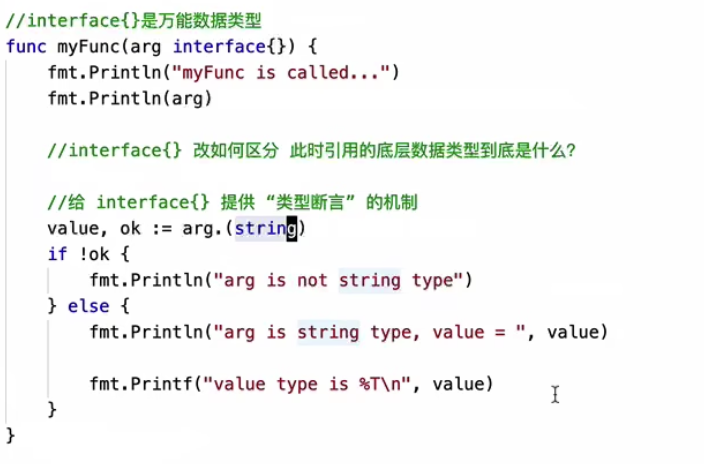 //interface{}是万能数据类型
func myFunc(arg interface{}) {
    fmt.Println("myFunc is called...")
    fmt.Println(arg)
    //interface{} 改如何区分 此时引用的底层数据类型到底是什么?
    //给 interface{} 提供 “类型断言” 的机制
    value, ok := arg.(string)
    if !ok {
        fmt.Println("arg is not string type")
    } else {
        fmt.Println("arg is string type, value = ", value)
        fmt.Printf("value type is %T\n", value)
    }
}